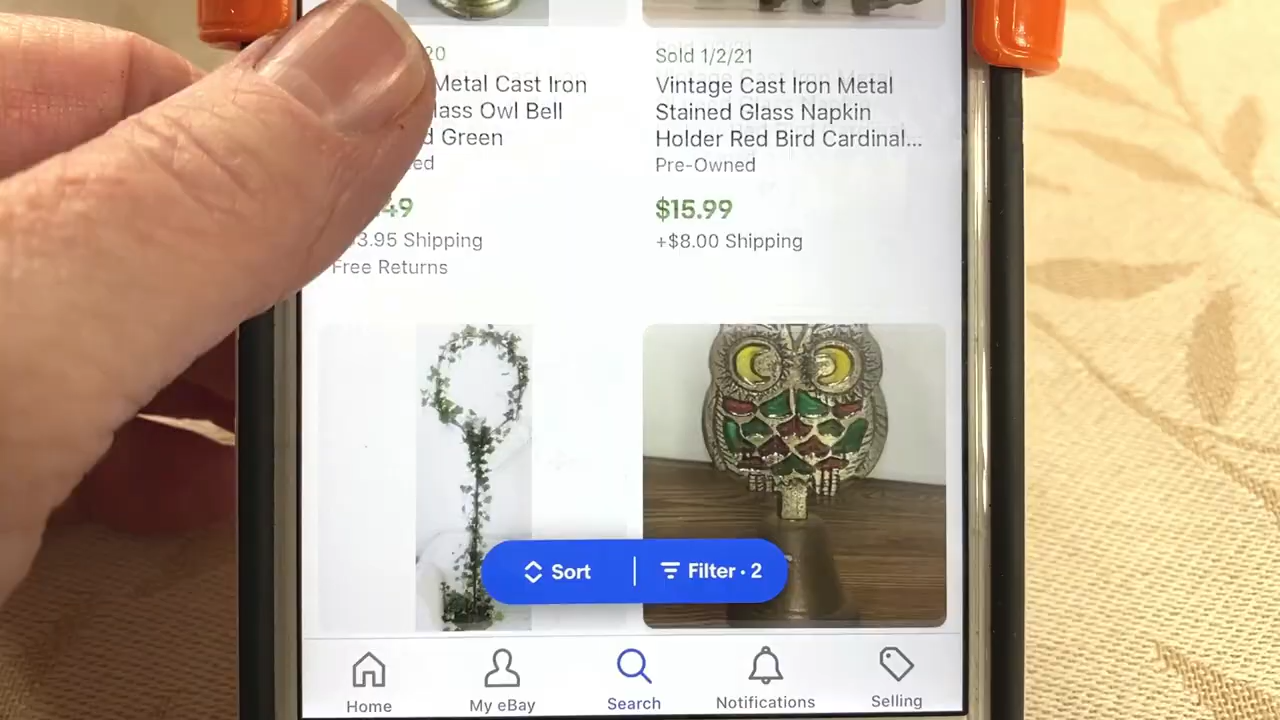 20
Metal Cast Iron
lass Owl Bell
d Green
ed
49
3.95 Shipping
Free Returns
Sold 1/2/21
Vintage Cast Iron Metal
Stained Glass Napkin
Holder Red Bird Cardinal...
Pre-Owned
$15.99
+$8.00 Shipping
Sort
Filter • 2
Home
My eBay
Search
Notifications
Selling